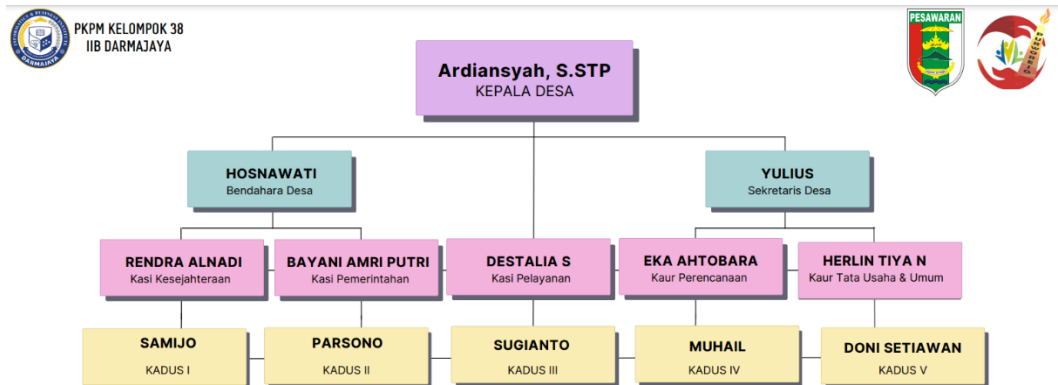 PKPM KELOMPOK 38
IIB DARMAJAYA
DARMAJAYA
PESAWARAN
Ardiansyah, S.STP
KEPALA DESA
HOSNAWATI
Bendahara Desa
YULIUS
Sekretaris Desa
RENDRA ALNADI
Kasi Kesejahteraan
BAYANI AMRI PUTRI
Kasi Pemerintahan
DESTALIA S
Kasi Pelayanan
EKA AHTOBARA
Kaur Perencanaan
HERLIN TIYA N
Kaur Tata Usaha & Umum
SAMIJO
KADUS I
PARSONO
KADUS II
SUGIANTO
KADUS III
MUHAIL
KADUS IV
DONI SETIAWAN
KADUS V